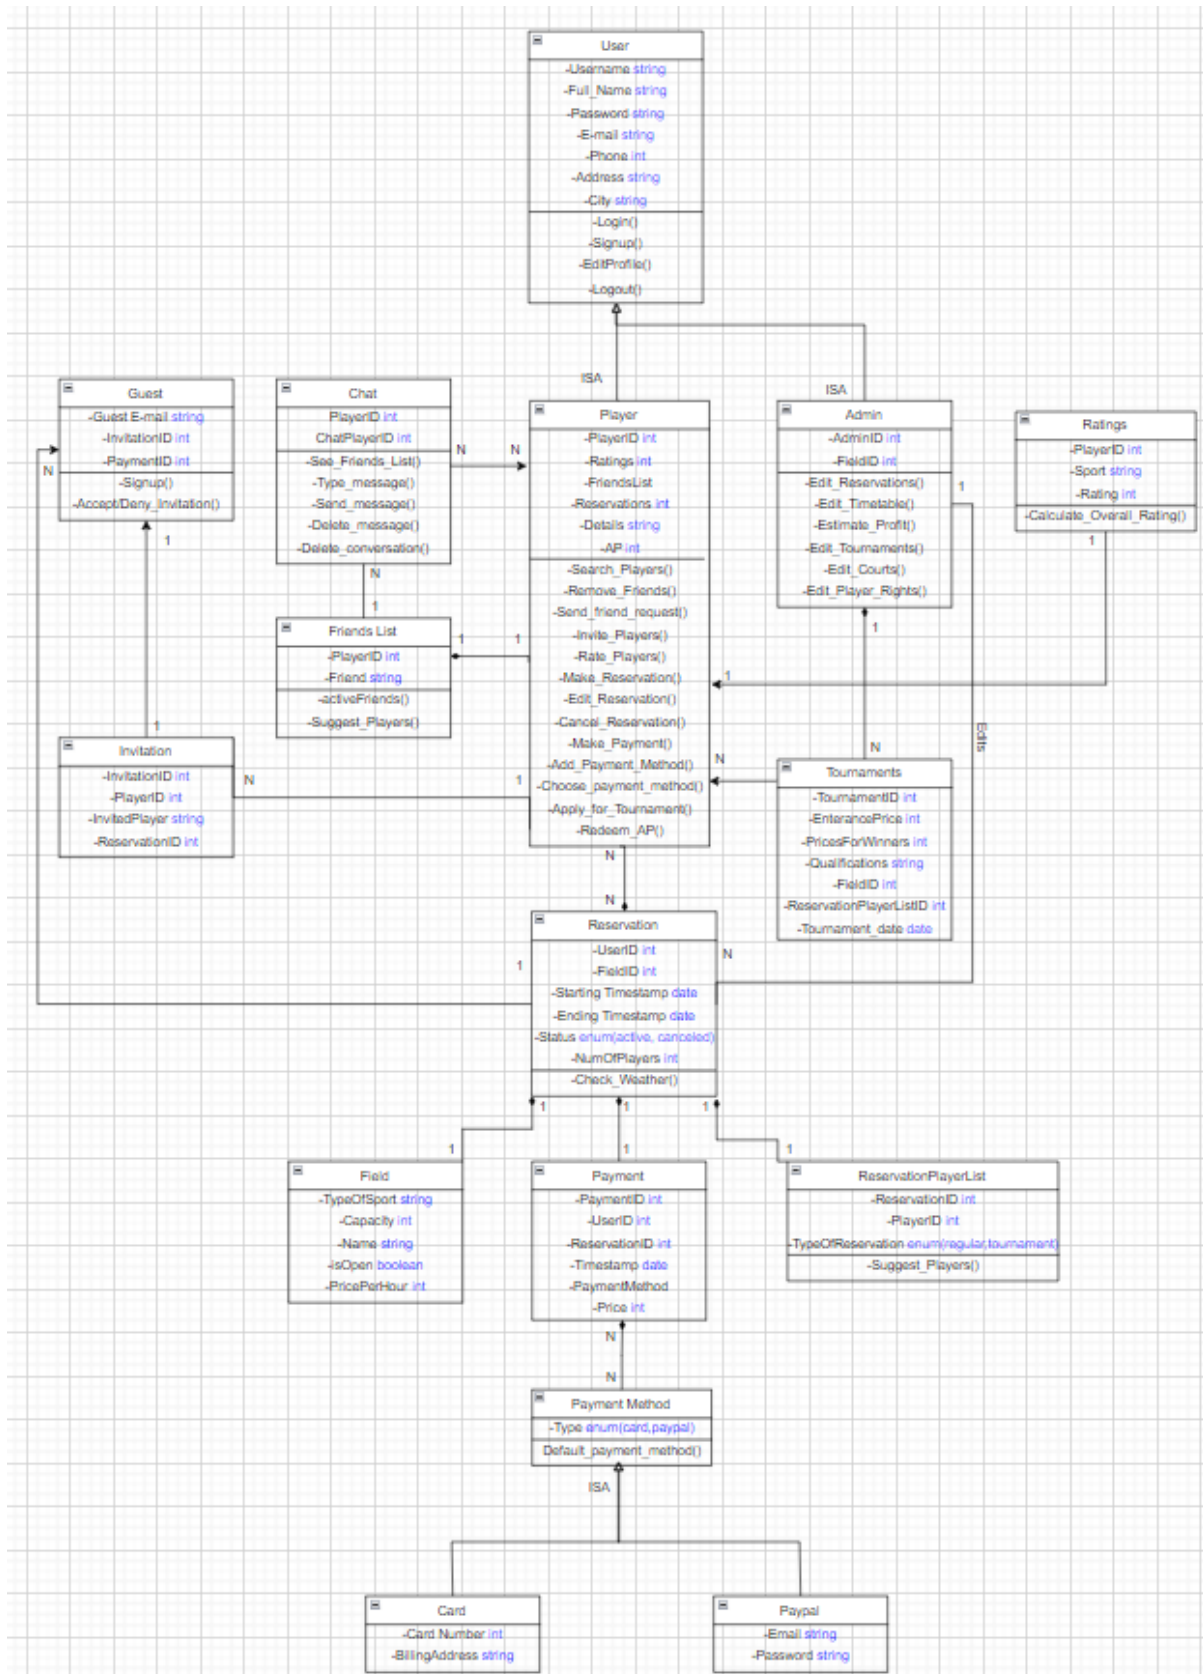 User
-Username string
-Full_Name string
-Password string
-E-mail string
-Phone int
-Address string
-City string
-Login()
-Signup()
-EditProfile()
-Logout()
ISA
ISA
Guest
-Guest E-mail string
-InvitationID int
-PaymentID int
-Signup()
-Accept/Deny_Invitation()
N
1
Chat
PlayerID int
ChatPlayerID int
-See_Friends_List()
-Type_message()
-Send_message()
-Delete_message()
-Delete_conversation()
N
N
N
1
Player
-PlayerID int
-Ratings int
-FriendsList
-Reservations int
-Details string
-AP int
-Search_Players()
-Remove_Friends()
-Send_friend_request()
-Invite_Players()
-Rate_Players()
-Make_Reservation()
-Edit_Reservation()
-Cancel_Reservation()
-Make_Payment()
-Add_Payment_Method()
-Choose_payment_method()
-Apply_for_Tournament()
-Redeem_AP()
Admin
-AdminID int
-FieldID int
-Edit_Reservations()
-Edit_Timetable()
-Estimate_Profit()
-Edit_Tournaments()
-Edit_Courts()
-Edit_Player_Rights()
1
1
Ratings
-PlayerID int
-Sport string
-Rating int
-Calculate_Overall_Rating()
1
1
Friends List
-PlayerID int
-Friend string
-activeFriends()
-Suggest_Players()
1
1
1
Invitation
-InvitationID int
-PlayerID int
-InvitedPlayer string
-ReservationID int
N
1
Edits
N
N
Tournaments
-TournamentID int
-EnterancePrice int
-PricesForWinners int
-Qualifications string
-FieldID int
-ReservationPlayerListID int
-Tournament_date date
N
N
1
N
Reservation
-UserID int
-FieldID int
-Starting Timestamp date
-Ending Timestamp date
-Status enum(active, canceled)
-NumOfPlayers int
-Check_Weather()
1
1
1
1
1
1
Field
-TypeOfSport string
-Capacity int
-Name string
-isOpen boolean
-PricePerHour int
Payment
-PaymentID int
-UserID int
-ReservationID int
-Timestamp date
-PaymentMethod
-Price int
ReservationPlayerList
-ReservationID int
-PlayerID int
-TypeOfReservation enum(regular,tournament)
-Suggest_Players()
N
N
Payment Method
-Type enum(card,paypal)
Default_payment_method()
ISA
Card
-Card Number int
-BillingAddress string
Paypal
-Email string
-Password string